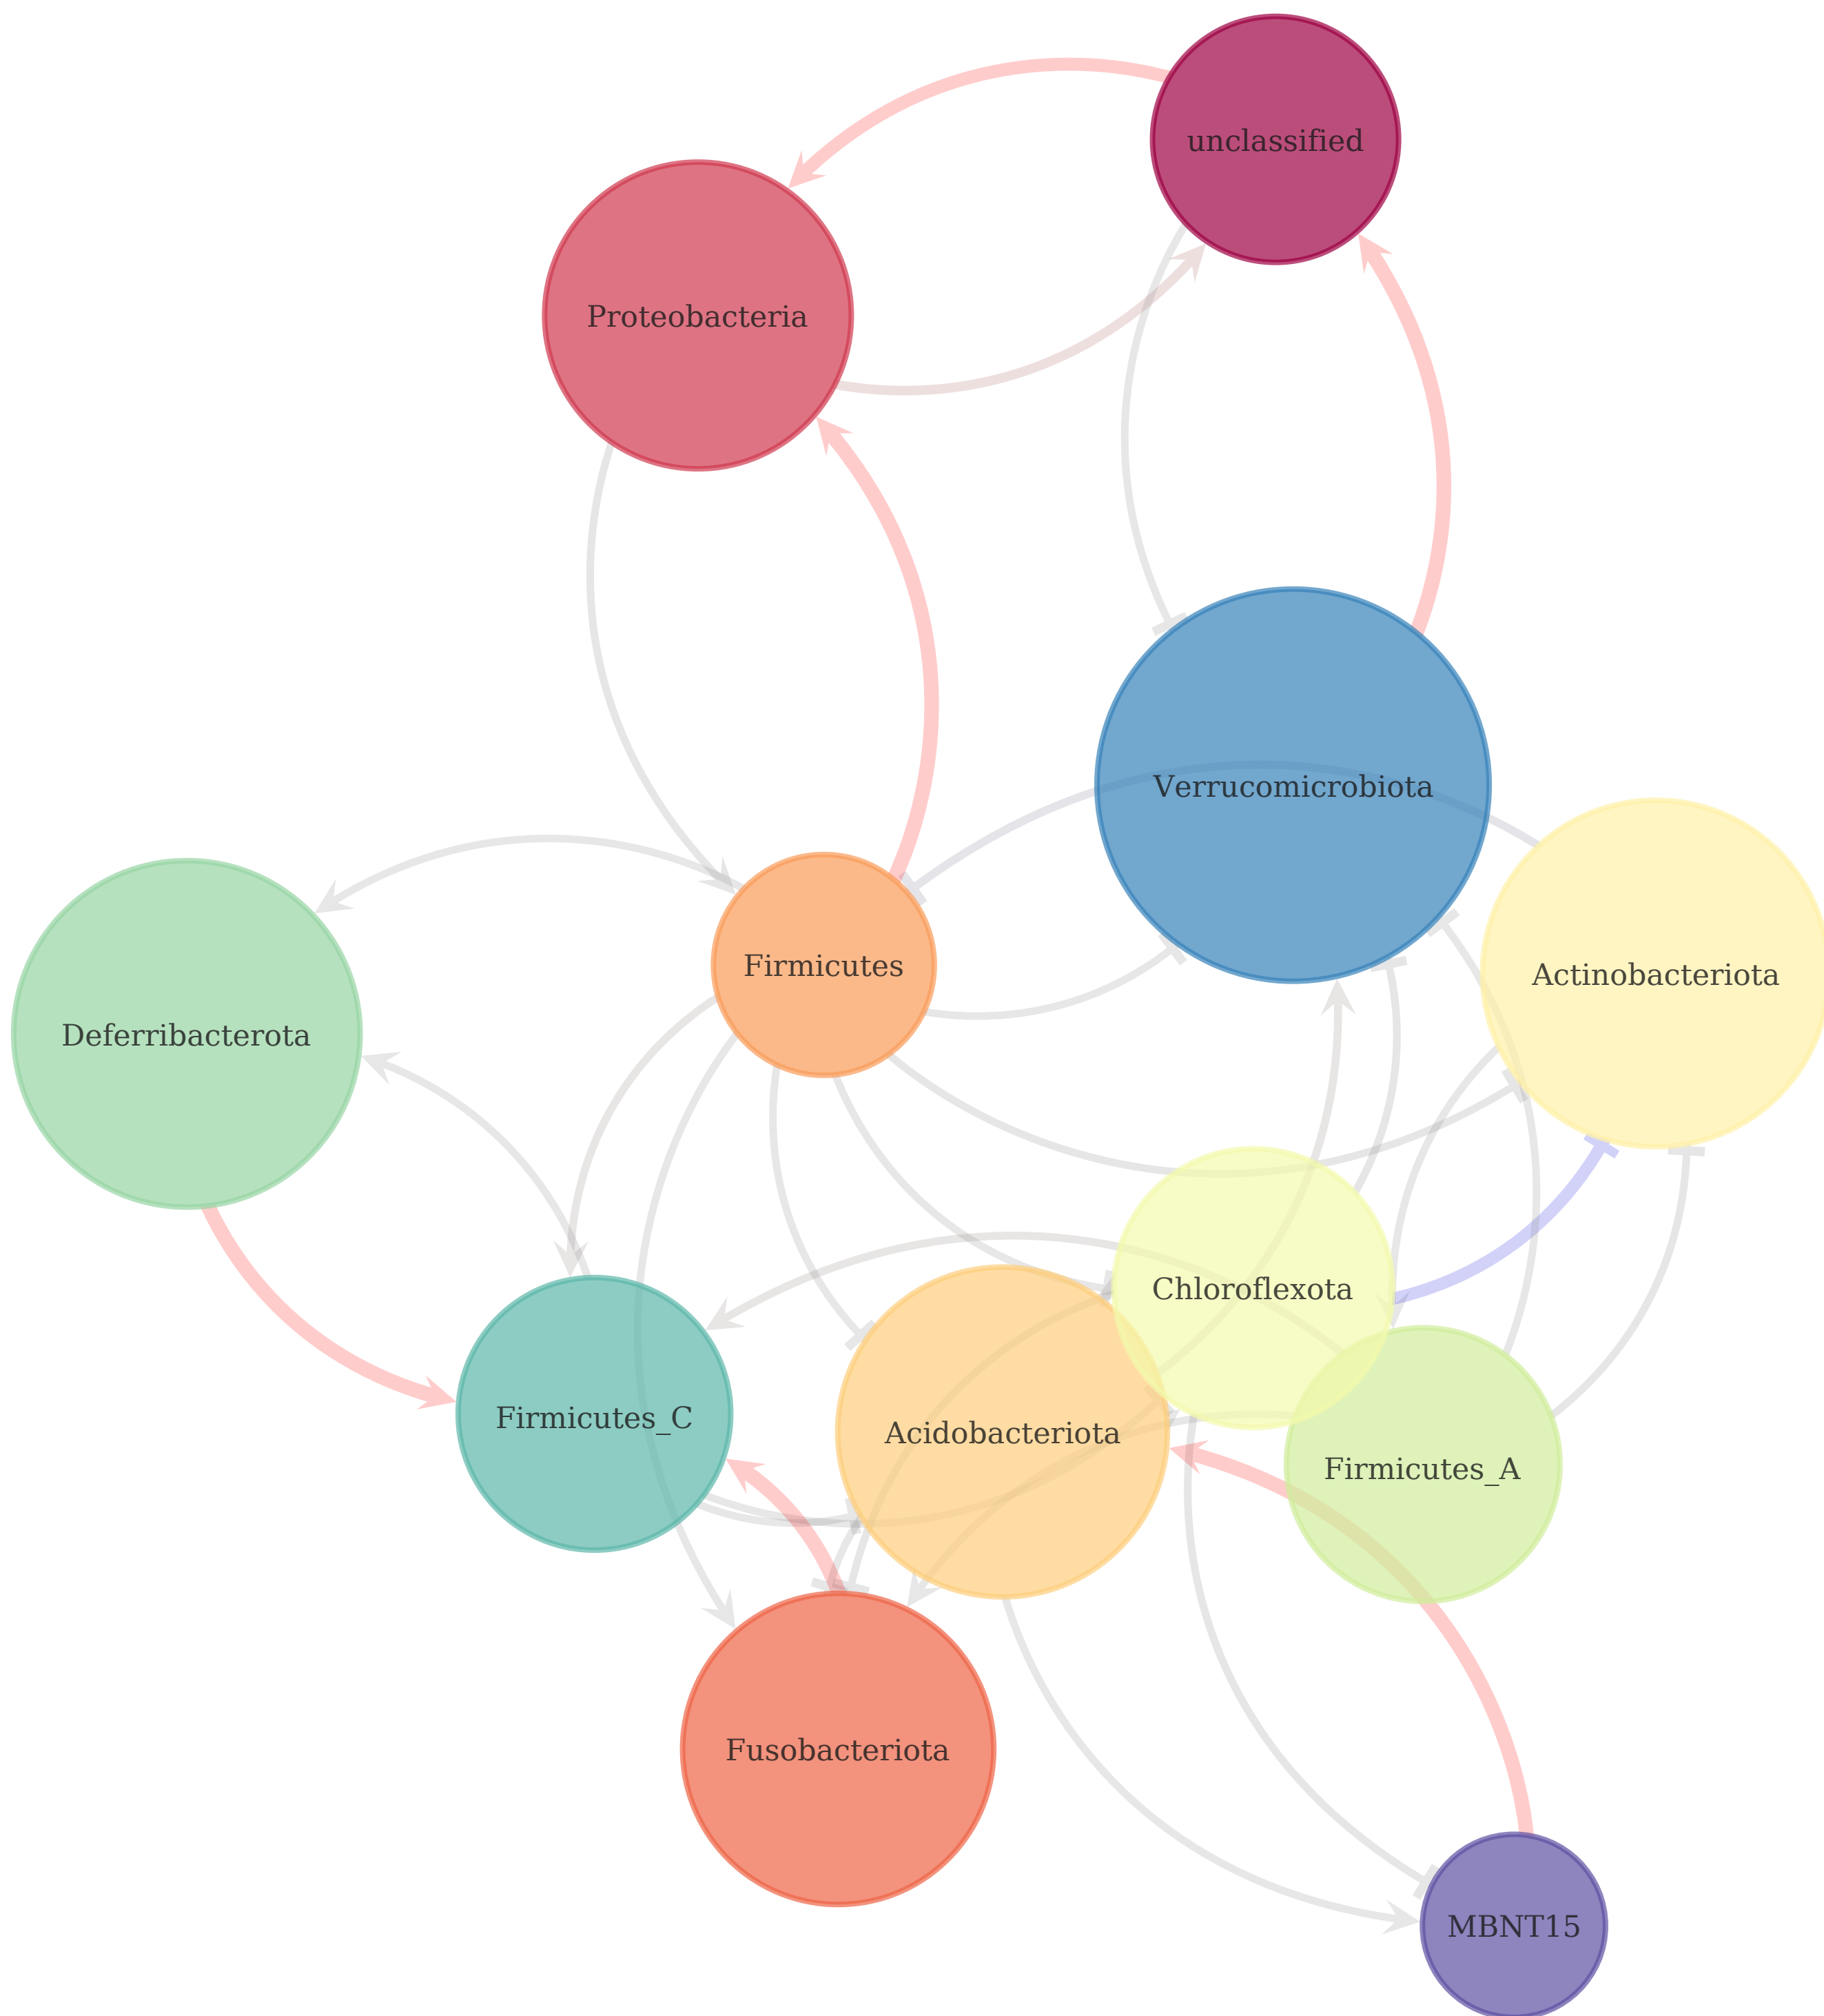 unclassified
Proteobacteria
Verrucomicrobiota
Firmicutes
Actinobacteriota
Deferribacterota
Chloroflexota
Firmicutes_C
Acidobacteriota
Firmicutes_A
Fusobacteriota
MBNT15